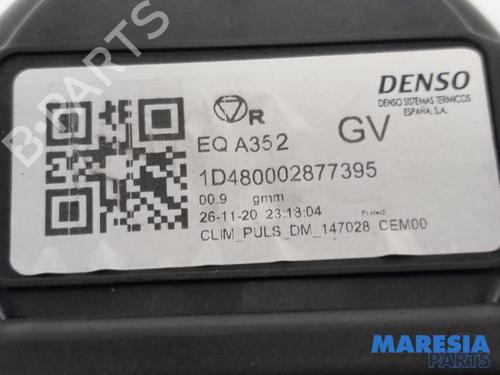 DENSO
DENSO SISTEMAS TERMICOS
ESPAÑA, S.A.
R
EQ A352
GV
1D480002877395
00.9 gmm
26-11-20 23:18:04
CLIM_PULS_DM_147028_CEM00
B-PARTS
MARESIA
PARTS